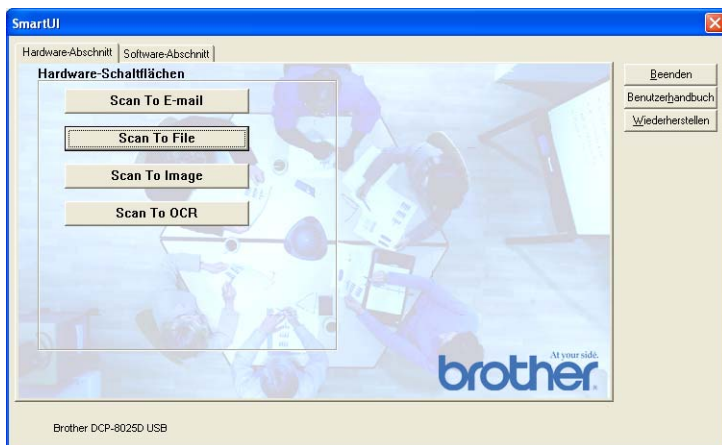 SmartUI
Hardware-Abschnitt Software-Abschnitt
Hardware-Schaltflächen
Scan To E-mail
Scan To File
Scan To Image
Scan To OCR
Beenden
Benutzerhandbuch
Wiederherstellen
At your side.
brother
Brother DCP-8025D USB